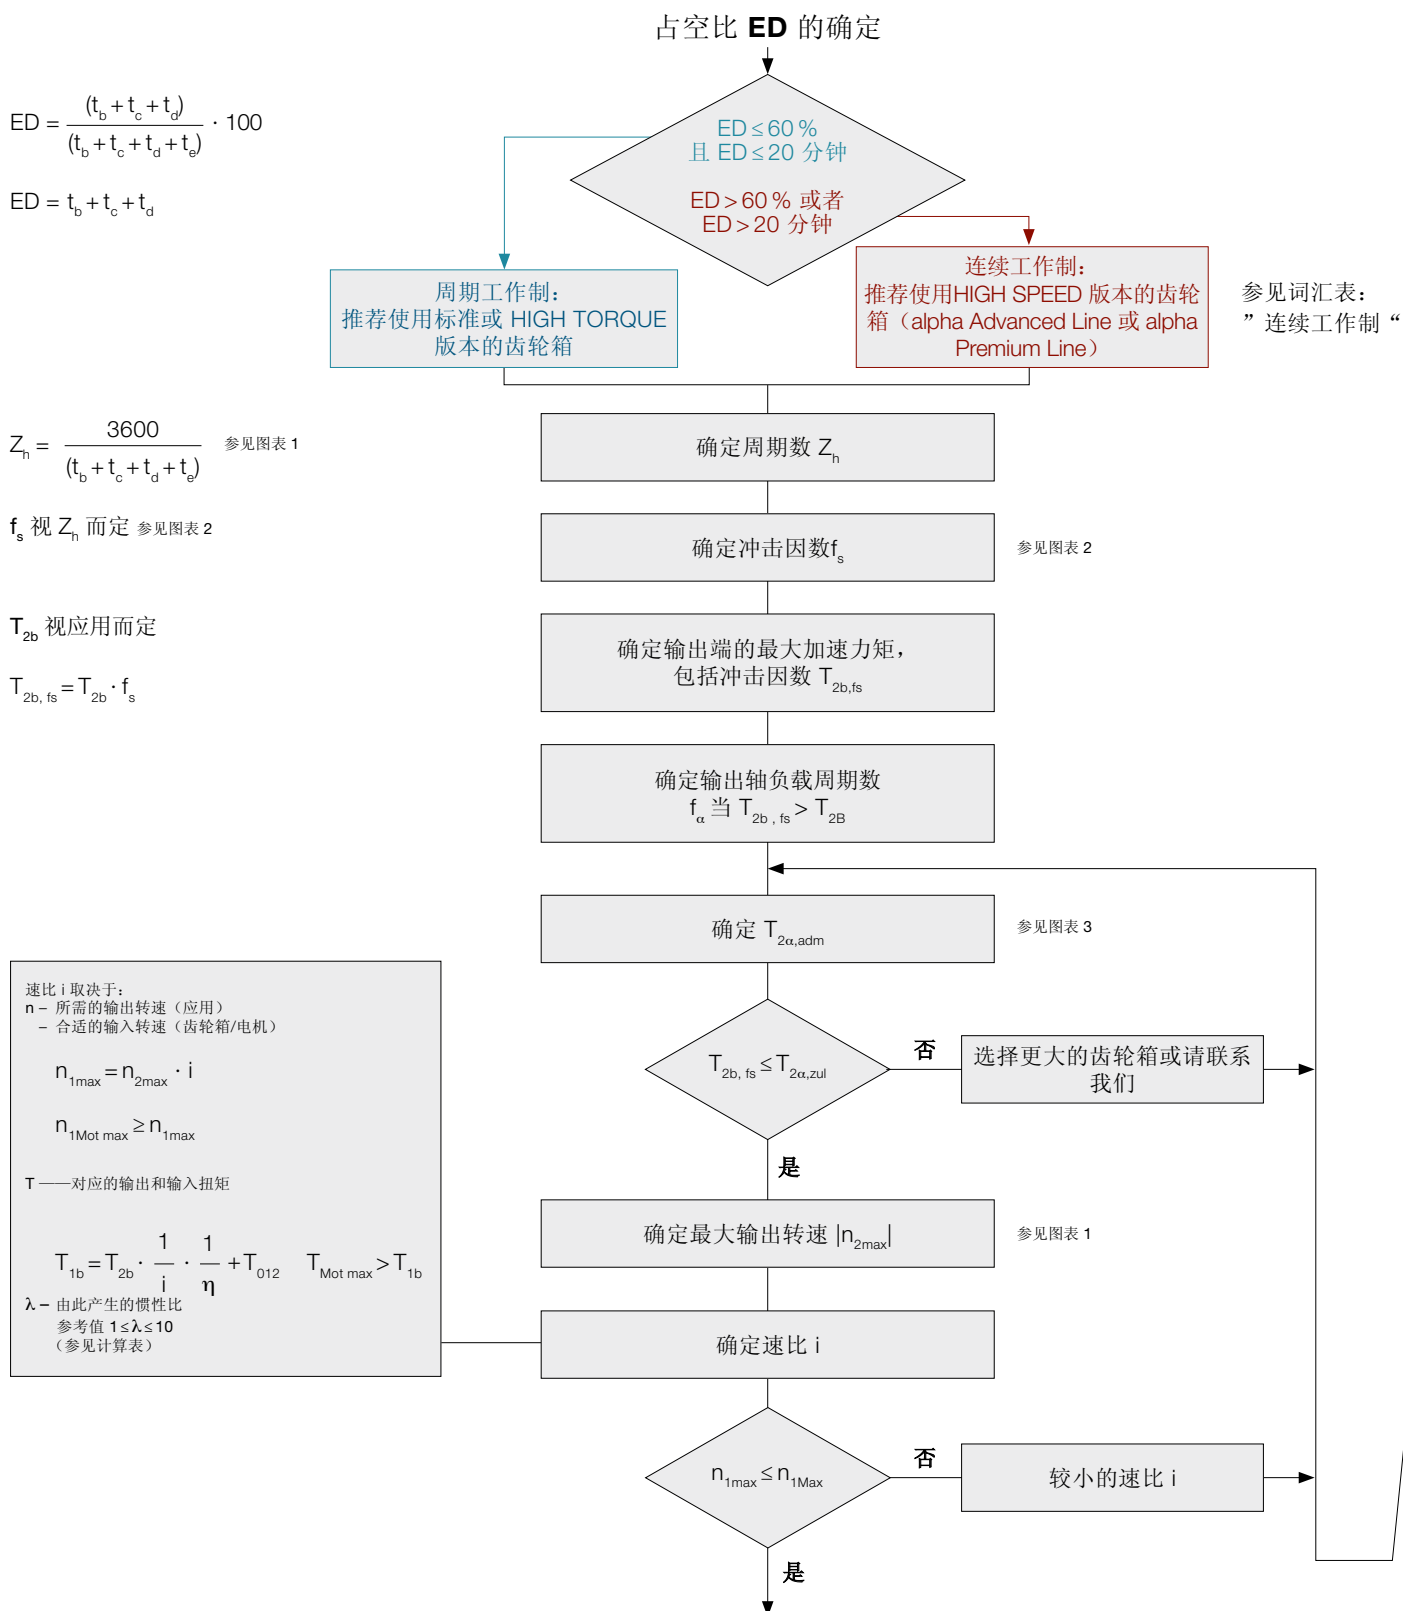 占空比 ED 的确定
ED = (t_b + t_c + t_d) / (t_b + t_c + t_d + t_e) · 100
ED = t_b + t_c + t_d
ED ≤ 60 %
且 ED ≤ 20 分钟
ED > 60 % 或者
ED > 20 分钟
周期工作制：
推荐使用标准或 HIGH TORQUE
版本的齿轮箱
连续工作制：
推荐使用HIGH SPEED 版本的齿轮
箱（alpha Advanced Line 或 alpha
Premium Line）
参见词汇表：
”连续工作制“
Z_h = 3600 / (t_b + t_c + t_d + t_e) 参见图表 1
确定周期数 Z_h
f_s 视 Z_h 而定 参见图表 2
确定冲击因数f_s
参见图表 2
T_2b 视应用而定
T_2b, fs = T_2b · f_s
确定输出端的最大加速力矩，
包括冲击因数 T_2b,fs
确定输出轴负载周期数
f_α 当 T_2b , fs > T_2B
确定 T_2α,adm
参见图表 3
速比 i 取决于：
n – 所需的输出转速（应用）
– 合适的输入转速（齿轮箱/电机）
n_1max = n_2max · i
n_1Mot max ≥ n_1max
T ——对应的输出和输入扭矩
T_1b = T_2b · 1/i · 1/η + T_012 T_Mot max > T_1b
λ – 由此产生的惯性比
参考值 1 ≤ λ ≤ 10
（参见计算表）
T_2b, fs ≤ T_2α,zul
否
选择更大的齿轮箱或请联系
我们
是
确定最大输出转速 |n_2max|
参见图表 1
确定速比 i
n_1max ≤ n_1Max
否
较小的速比 i
是